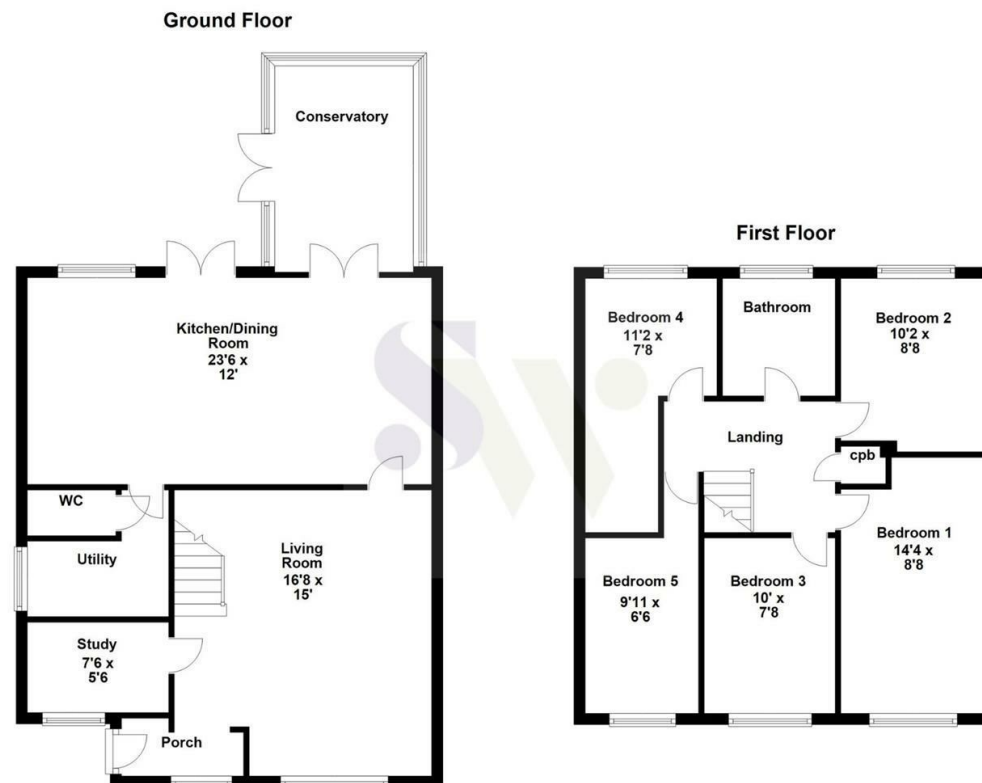 Ground Floor
Conservatory
Kitchen/Dining
Room
23'6 x
12'
WC
Utility
Living
Room
16'8 x
15'
Study
7'6 x
5'6
Porch
First Floor
Bedroom 4
11'2 x
7'8
Bathroom
Bedroom 2
10'2 x
8'8
Landing
cpb
Bedroom 1
14'4 x
8'8
Bedroom 5
9'11 x
6'6
Bedroom 3
10' x
7'8
SW